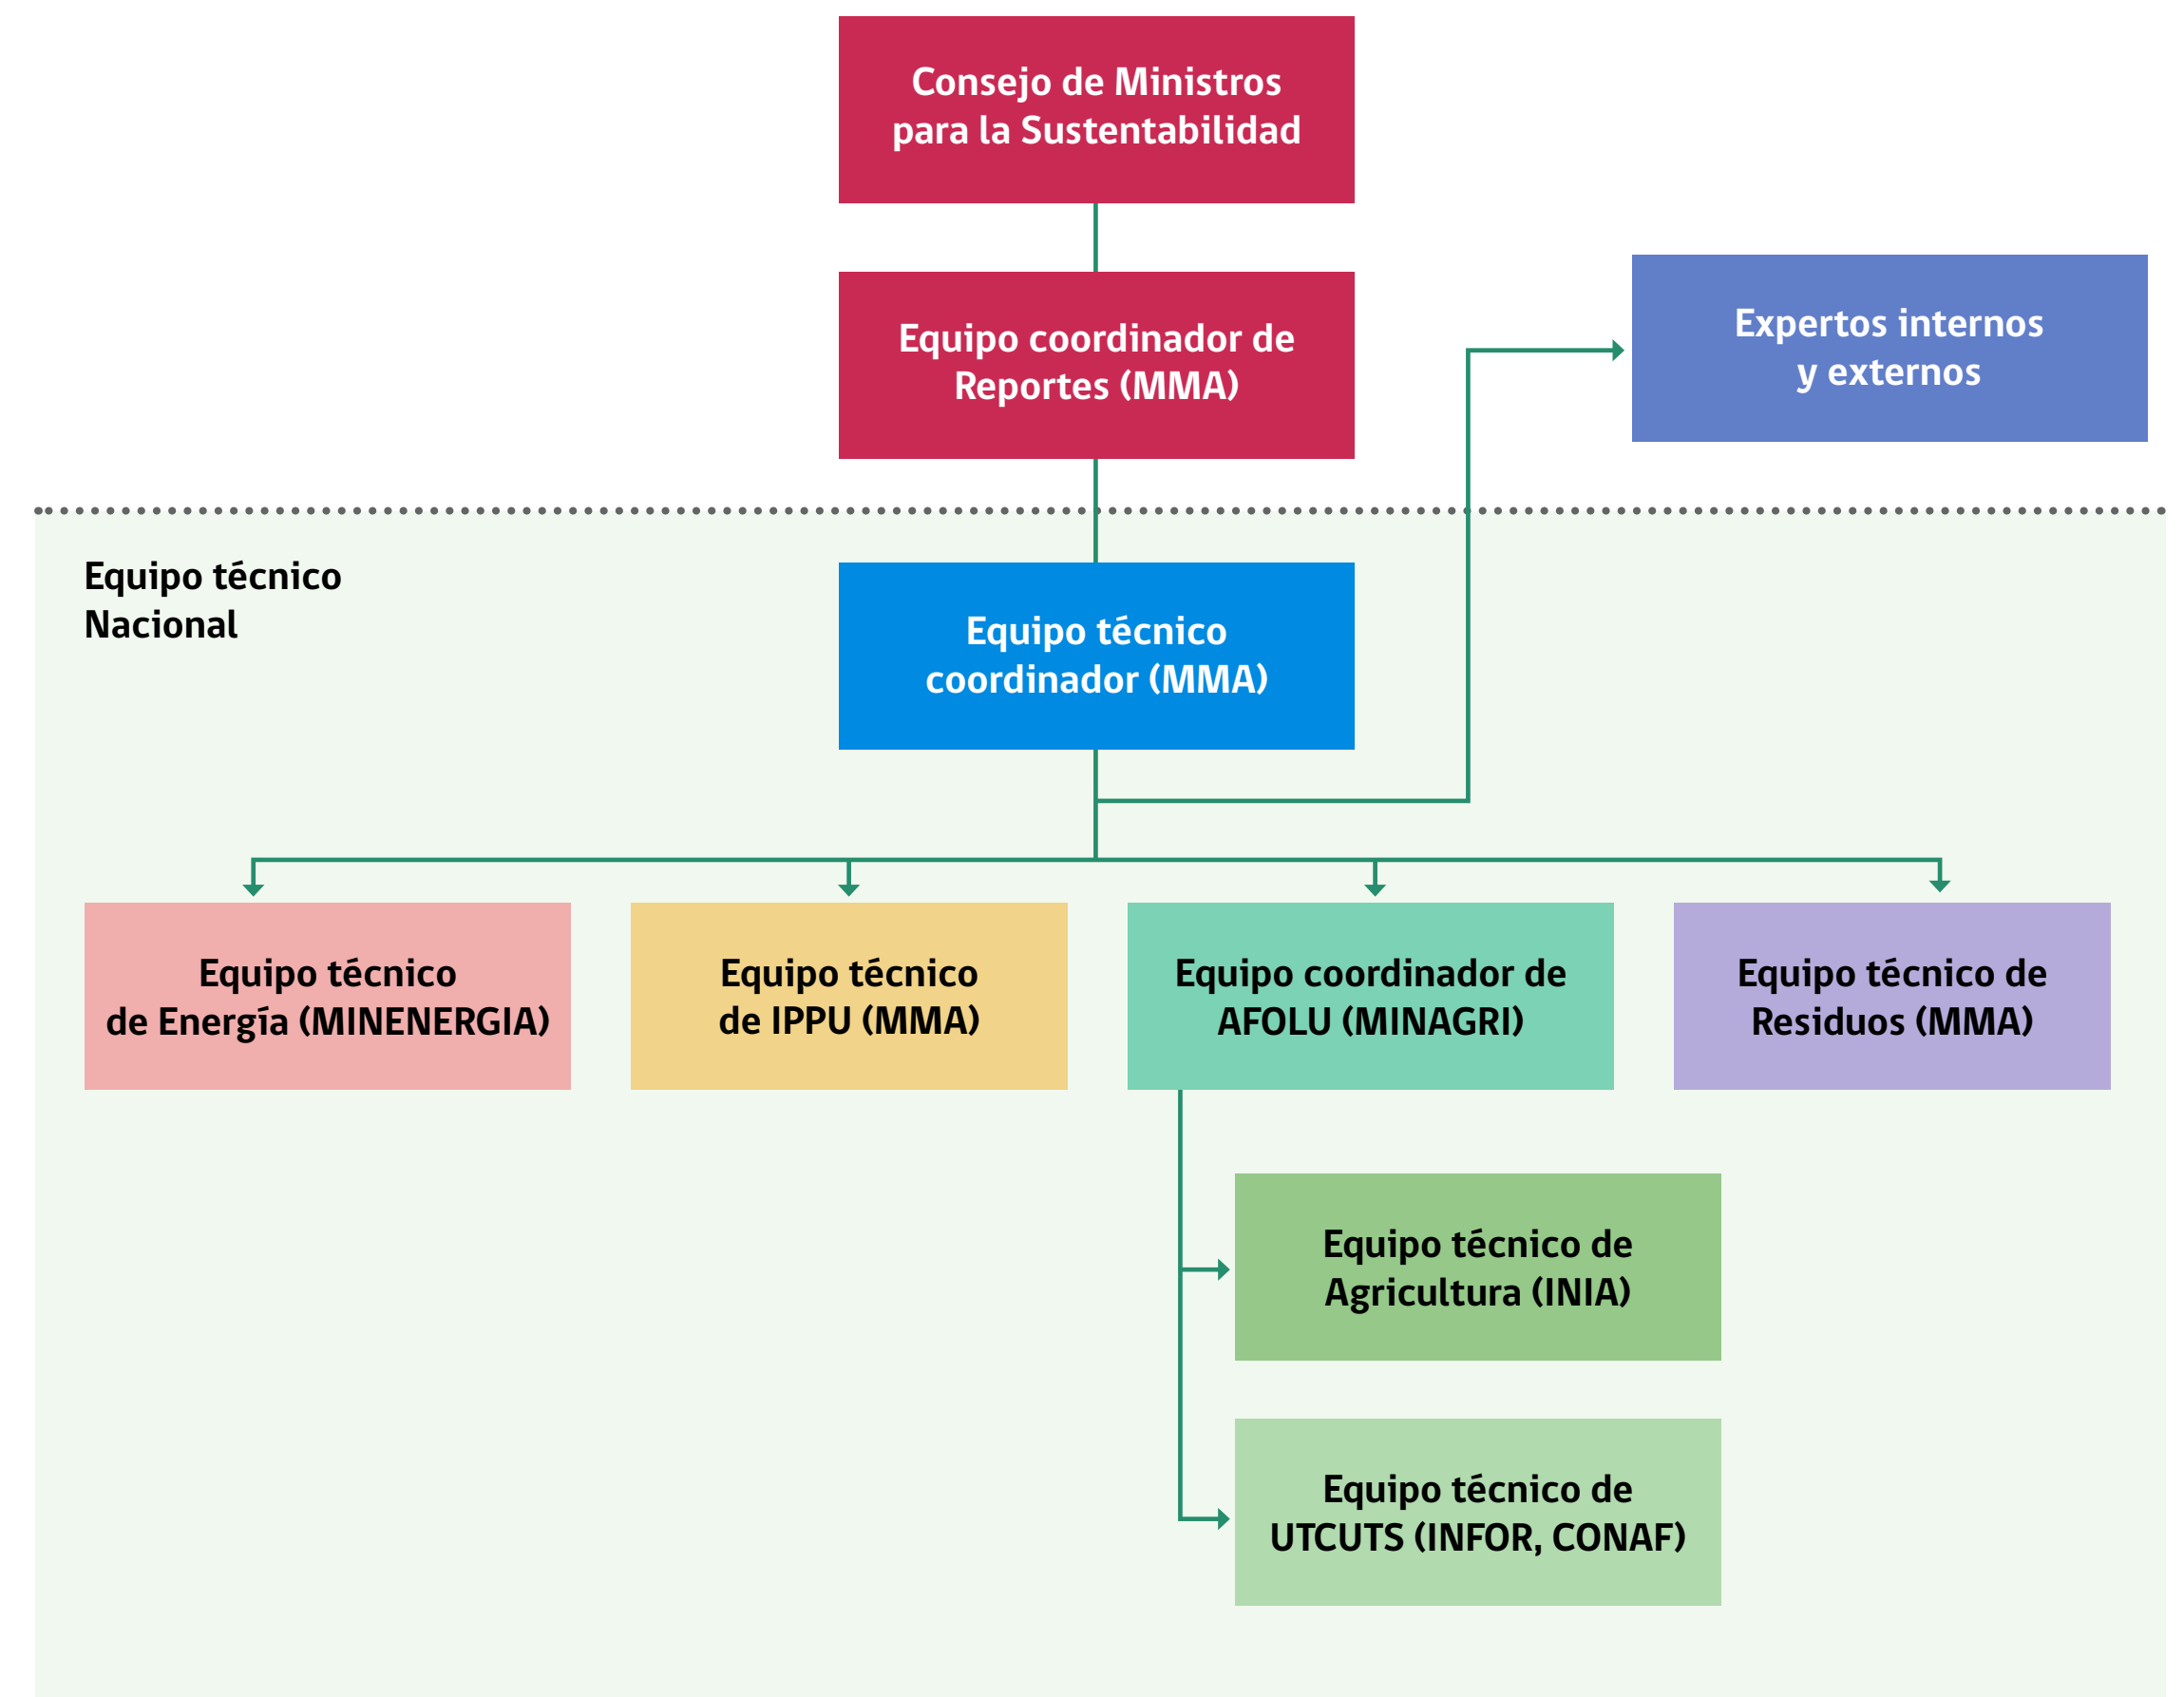 Consejo de Ministros
para la Sustentabilidad
Equipo coordinador de
Reportes (MMA)
Expertos internos
y externos
Equipo técnico
Nacional
Equipo técnico
coordinador (MMA)
Equipo técnico
de Energía (MINENERGIA)
Equipo técnico
de IPPU (MMA)
Equipo coordinador de
AFOLU (MINAGRI)
Equipo técnico de
Residuos (MMA)
Equipo técnico de
Agricultura (INIA)
Equipo técnico de
UTCUTS (INFOR, CONAF)